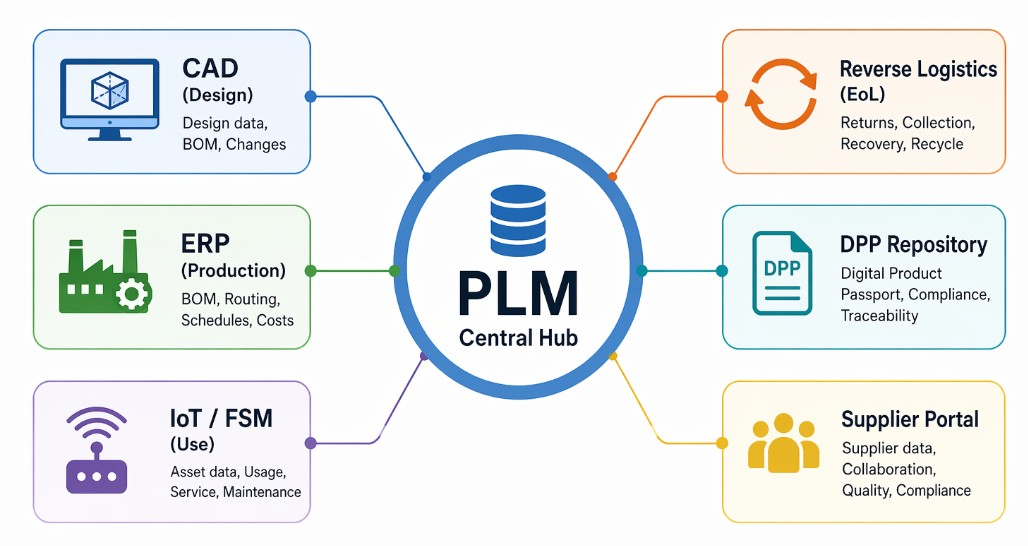 CAD
(Design)
Design data,
BOM, Changes
ERP
(Production)
BOM, Routing,
Schedules, Costs
IoT / FSM
(Use)
Asset data, Usage,
Service, Maintenance
PLM
Central Hub
Reverse Logistics
(EoL)
Returns, Collection,
Recovery, Recycle
DPP
DPP Repository
Digital Product
Passport, Compliance,
Traceability
Supplier Portal
Supplier data,
Collaboration,
Quality, Compliance